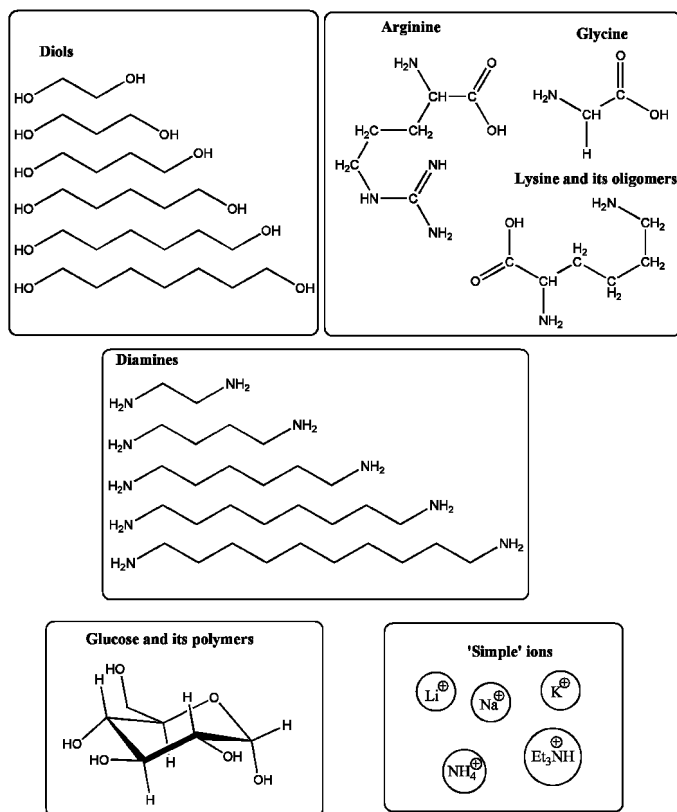 Diols
OH
HO
HO
OH
OH
HO
HO
OH
OH
HO
HO
OH
Arginine
H₂N
O
CH
C
OH
CH₂
H₂C
NH
HN
C
NH₂
Glycine
O
H₂N
C
C
OH
H
Lysine and its oligomers
H₂N
OH
H₂
C
CH₂
C
CH
C
H₂
O
NH₂
Diamines
NH₂
H₂N
NH₂
H₂N
NH₂
H₂N
NH₂
H₂N
NH₂
H₂N
Glucose and its polymers
HO
H
H
O
H
HO
H
OH
HO
OH
H
'Simple' ions
Li⊕
Na⊕
K⊕
NH₄⊕
Et₃NH⊕